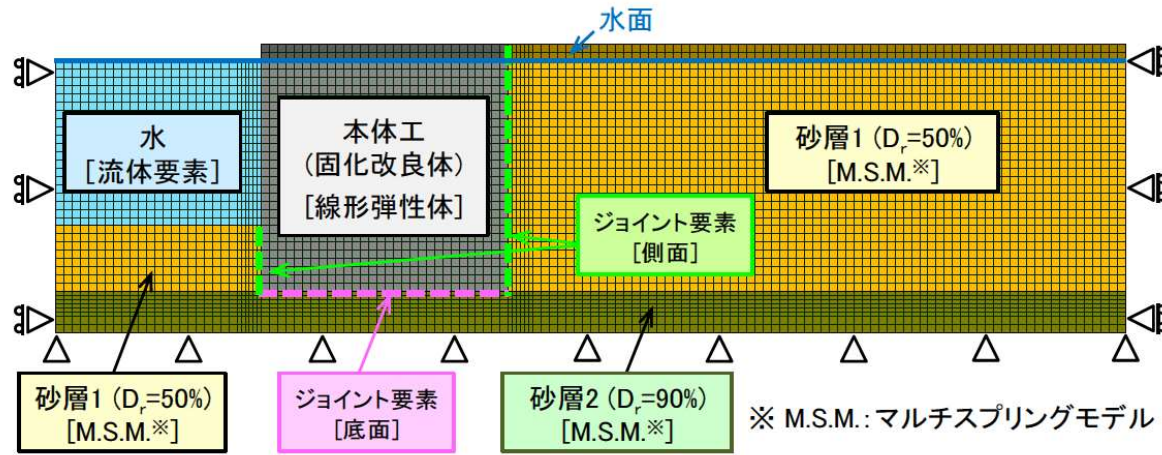 水面
水
[流体要素]
本体工
(固化改良体)
[線形弾性体]
砂層1 (Dr=50%)
[M.S.M.※]
ジョイント要素
[側面]
砂層1 (Dr=50%)
[M.S.M.※]
ジョイント要素
[底面]
砂層2 (Dr=90%)
[M.S.M.※]
※ M.S.M.: マルチスプリングモデル